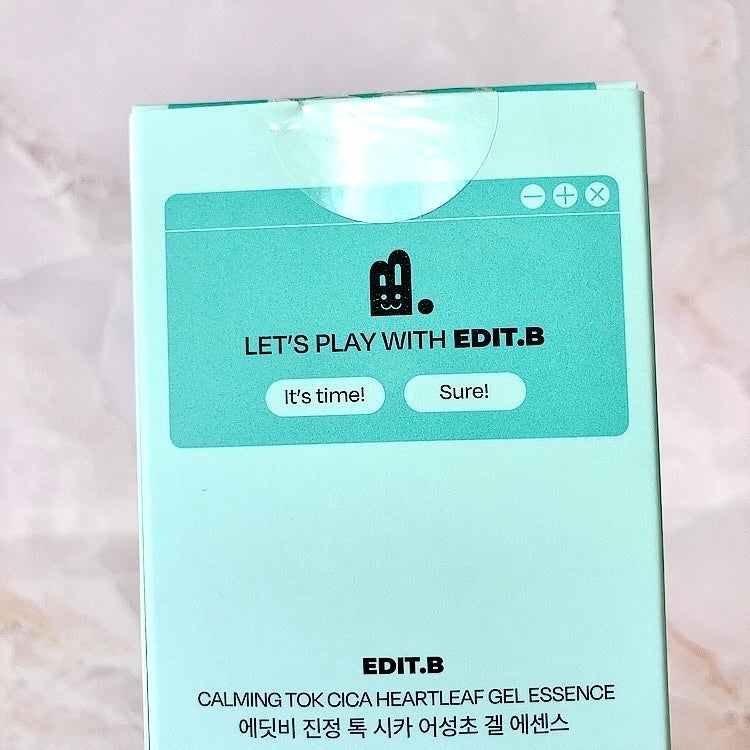 LET'S PLAY WITH EDIT.B
It's time! Sure!
EDIT.B
CALMING TOK CICA HEARTLEAF GEL ESSENCE
에딧비 진정 톡 시카 어성초 겔 에센스